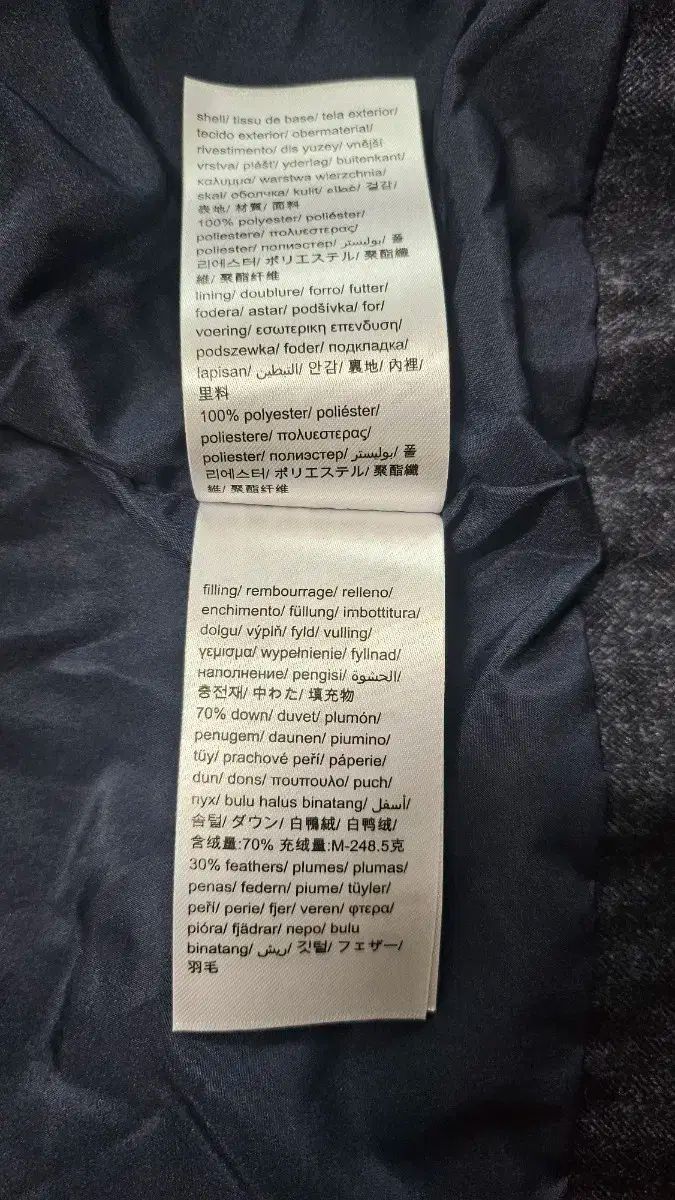 shell/ tissu de base/ tela exterior/
tecido exterior/ obermaterial/
rivestimento/ dis yuzey/ vnější
vrstva/ plášť/ yderlag/ buitenkant/
καλυμμα/ warstwa wierzchnia/
skal/ оболчка/ kulit/ غطاء/ 겉감/
表地/ 材質/ 面料
100% polyester/ poliéster/
poliestere/ πολυεστερας/
poliester/ полиэстер/ بوليستر/ 폴
리에스터/ ポリエステル/ 聚酯纖
維/ 聚酯纤维
lining/ doublure/ forro/ futter/
fodera/ astar/ podšívka/ for/
voering/ εσωτερικη επενδυση/
podszewka/ foder/ подкладка/
lapisan/ التبطين/ 안감/ 裏地/ 內裡/
里料
100% polyester/ poliéster/
poliestere/ πολυεστερας/
poliester/ полиэстер/ بوليستر/ 폴
리에스터/ ポリエステル/ 聚酯纖
維/ 聚酯纤维
filling/ rembourrage/ relleno/
enchimento/ füllung/ imbottitura/
dolgu/ výplň/ fyld/ vulling/
γεμισμα/ wypełnienie/ fyllnad/
наполнение/ pengisi/ الحشوة/
충전재/ 中わた/ 填充物
70% down/ duvet/ plumón/
penugem/ daunen/ piumino/
tüy/ prachové peří/ páperie/
dun/ dons/ πουπουλο/ puch/
пух/ bulu halus binatang/ أسفل/
솜털/ ダウン/ 白鴨絨/ 白鸭绒/
含绒量:70% 充绒量:M-248.5克
30% feathers/ plumes/ plumas/
penas/ federn/ piume/ tüyler/
peří/ perie/ fjer/ veren/ φτερα/
pióra/ fjädrar/ перо/ bulu
binatang/ ريش/ 깃털/ フェザー/
羽毛